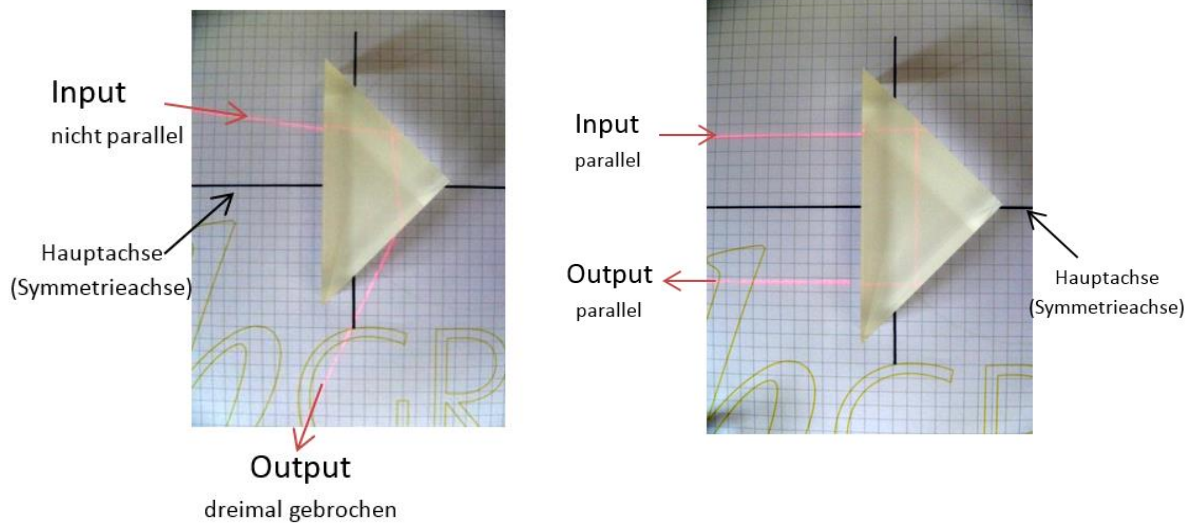 Input
nicht parallel
Hauptachse
(Symmetrieachse)
Output
dreimal gebrochen
Input
parallel
Output
parallel
Hauptachse
(Symmetrieachse)